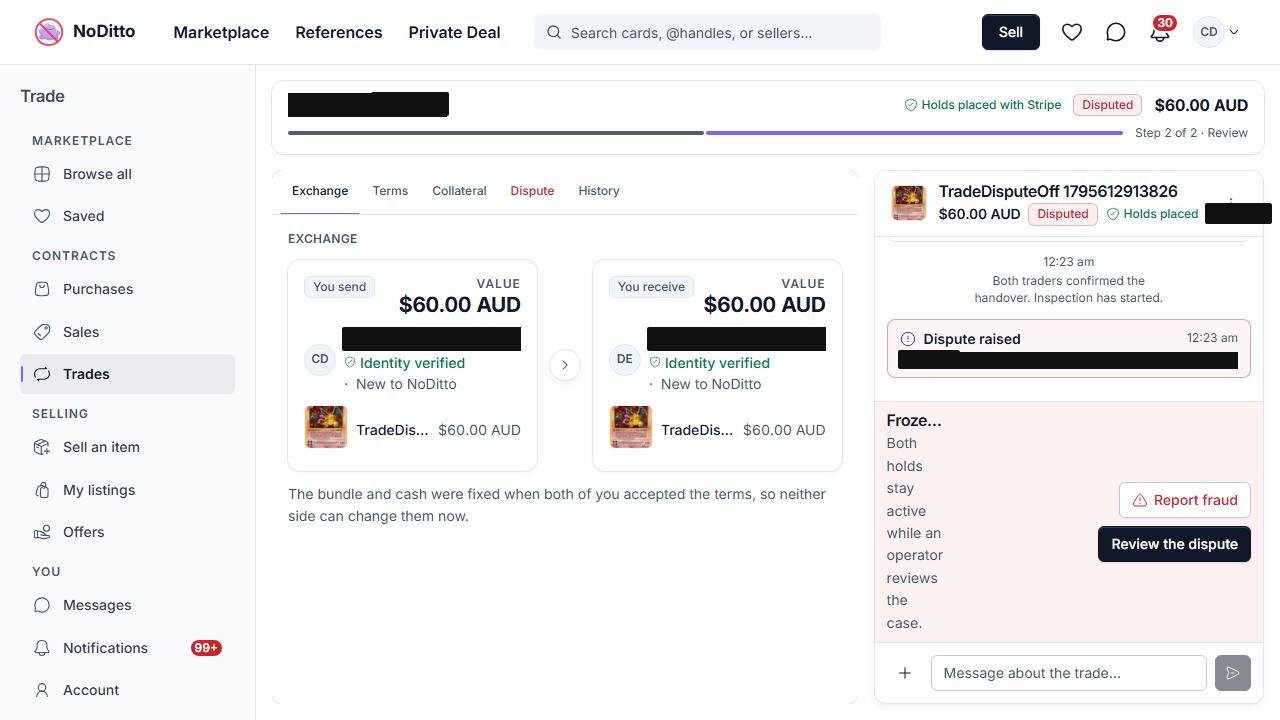 NoDitto
Marketplace
References
Private Deal
Search cards, @handles, or sellers...
Sell
30
CD
Trade
MARKETPLACE
Browse all
Saved
CONTRACTS
Purchases
Sales
Trades
SELLING
Sell an item
My listings
Offers
YOU
Messages
Notifications
99+
Account
Holds placed with Stripe
Disputed
$60.00 AUD
Step 2 of 2 · Review
Exchange
Terms
Collateral
Dispute
History
EXCHANGE
You send
VALUE
$60.00 AUD
CD
Identity verified
· New to NoDitto
TradeDis...
$60.00 AUD
You receive
VALUE
$60.00 AUD
DE
Identity verified
· New to NoDitto
TradeDis...
$60.00 AUD
The bundle and cash were fixed when both of you accepted the terms, so neither
side can change them now.
TradeDisputeOff 1795612913826
$60.00 AUD
Disputed
Holds placed
12:23 am
Both traders confirmed the
handover. Inspection has started.
Dispute raised
12:23 am
Froze...
Both
holds
stay
active
while an
operator
reviews
the
case.
Report fraud
Review the dispute
Message about the trade...